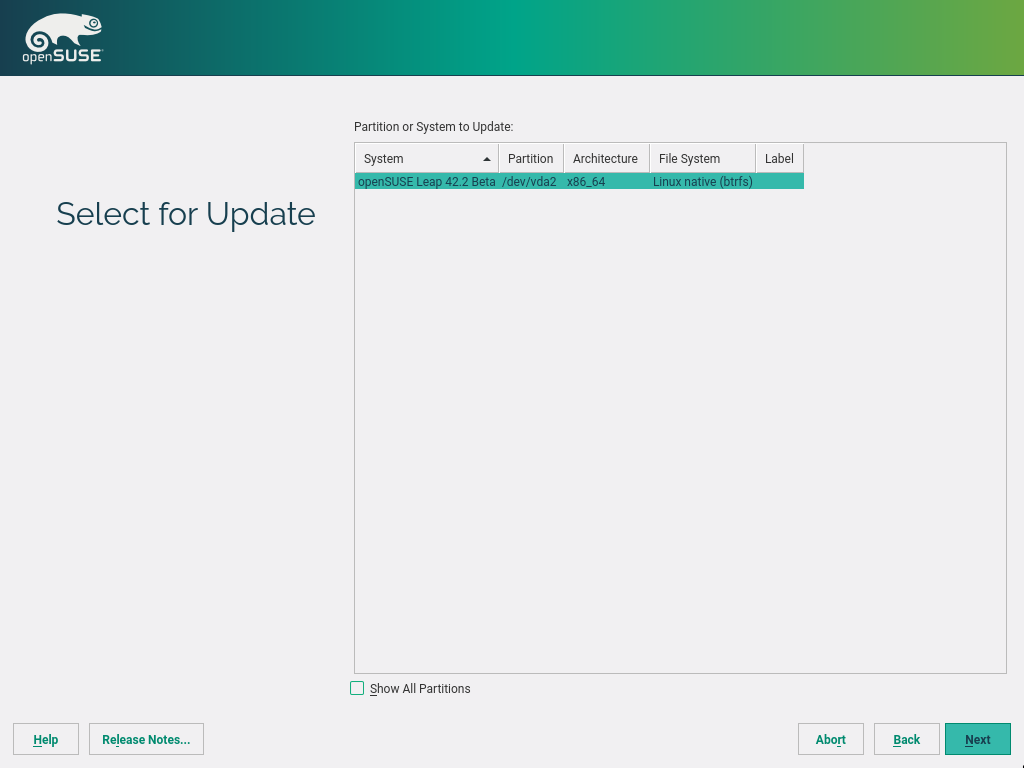 openSUSE
Partition or System to Update:
System Partition Architecture File System Label
openSUSE Leap 42.2 Beta /dev/vda2 x86_64 Linux native (btrfs)
Select for Update
Show All Partitions
Help Release Notes... Abort Back Next